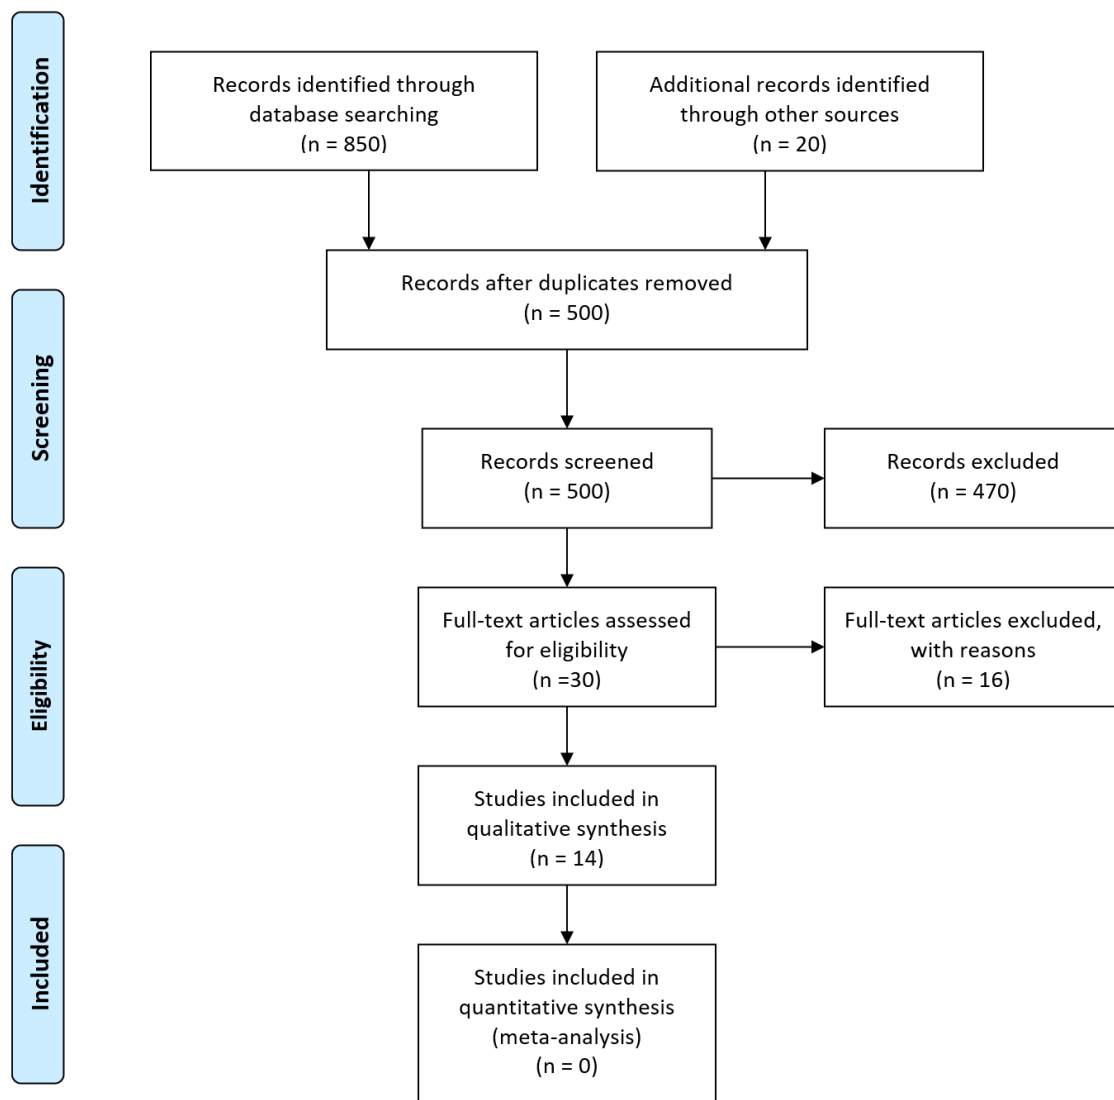 Identification
Records identified through
database searching
(n = 850)
Additional records identified
through other sources
(n = 20)
Records after duplicates removed
(n = 500)
Screening
Records screened
(n = 500)
Records excluded
(n = 470)
Eligibility
Full-text articles assessed
for eligibility
(n =30)
Full-text articles excluded,
with reasons
(n = 16)
Studies included in
qualitative synthesis
(n = 14)
Included
Studies included in
quantitative synthesis
(meta-analysis)
(n = 0)